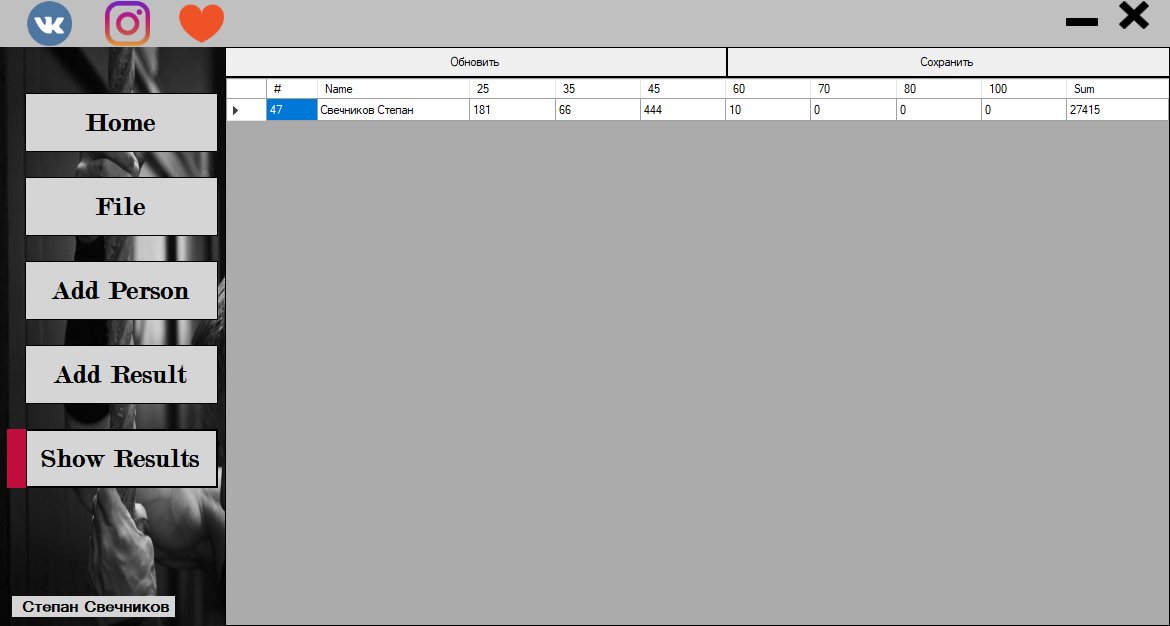 Обновить Сохранить
# Name 25 35 45 60 70 80 100 Sum
47 Свечников Степан 181 66 444 10 0 0 0 27415
Home
File
Add Person
Add Result
Show Results
Степан Свечников